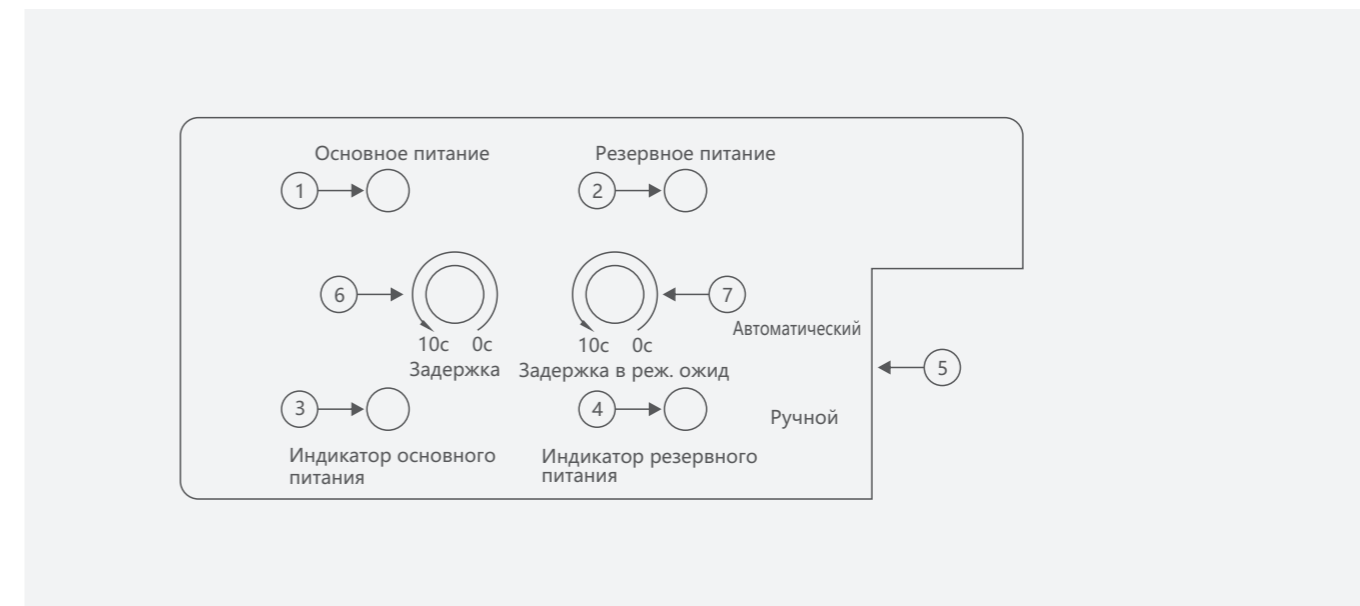 Основное питание
Резервное питание
1
2
6
7
10с 0с
10с 0с
Автоматический
Задержка
Задержка в реж. ожид
5
3
4
Ручной
Индикатор основного
питания
Индикатор резервного
питания